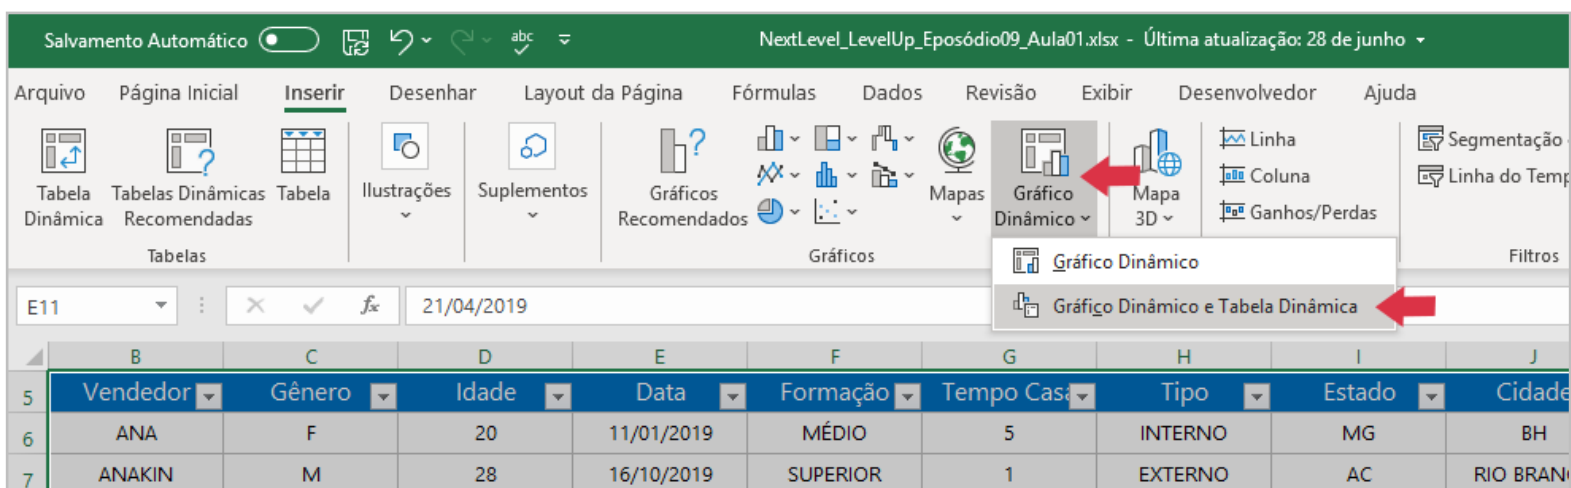 Salvamento Automático abc NextLevel_LevelUp_Eposódio09_Aula01.xlsx - Última atualização: 28 de junho
Arquivo Página Inicial Inserir Desenhar Layout da Página Fórmulas Dados Revisão Exibir Desenvolvedor Ajuda
Tabela Dinâmica
Tabelas Dinâmicas Recomendadas
Tabela
Tabelas
Ilustrações
Suplementos
Gráficos Recomendados
Mapas
Gráfico Dinâmico
Gráficos
Mapa 3D
Linha
Coluna
Ganhos/Perdas
Segmentação
Linha do Temp
Filtros
Gráfico Dinâmico
Gráfico Dinâmico e Tabela Dinâmica
E11 fx 21/04/2019
B C D E F G H I J
5 Vendedor Gênero Idade Data Formação Tempo Casa Tipo Estado Cidade
6 ANA F 20 11/01/2019 MÉDIO 5 INTERNO MG BH
7 ANAKIN M 28 16/10/2019 SUPERIOR 1 EXTERNO AC RIO BRAN